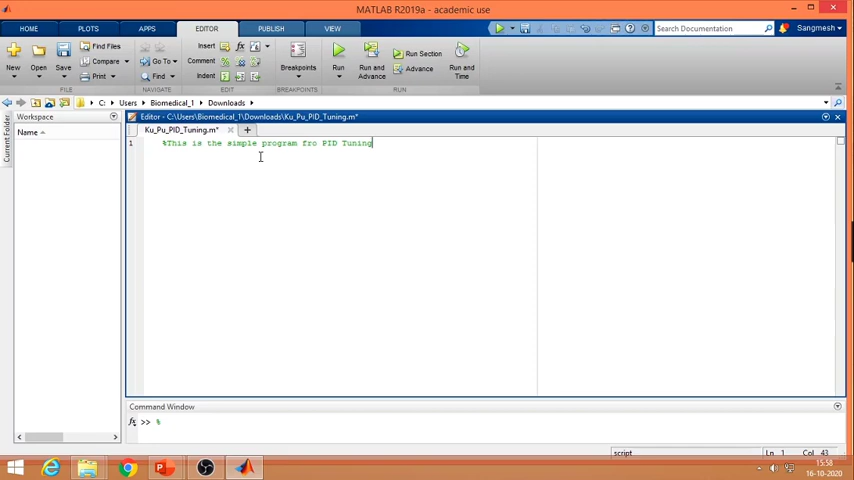 MATLAB R2019a - academic use
HOME PLOTS APPS EDITOR PUBLISH VIEW Search Documentation Sangmesh
New Open Save Find Files Compare Print Go To Find Insert Comment Indent Breakpoints Run Run and Advance Run Section Advance Run and Time
FILE NAVIGATE EDIT BREAKPOINTS RUN
C: Users Biomedical_1 Downloads
Current Folder
Workspace
Name
Editor - C:\Users\Biomedical_1\Downloads\Ku_Pu_PID_Tuning.m*
Ku_Pu_PID_Tuning.m*
1 %This is the simple program fro PID Tuning
Command Window
fx >> %
script Ln 1 Col 43
15:58
16-10-2020